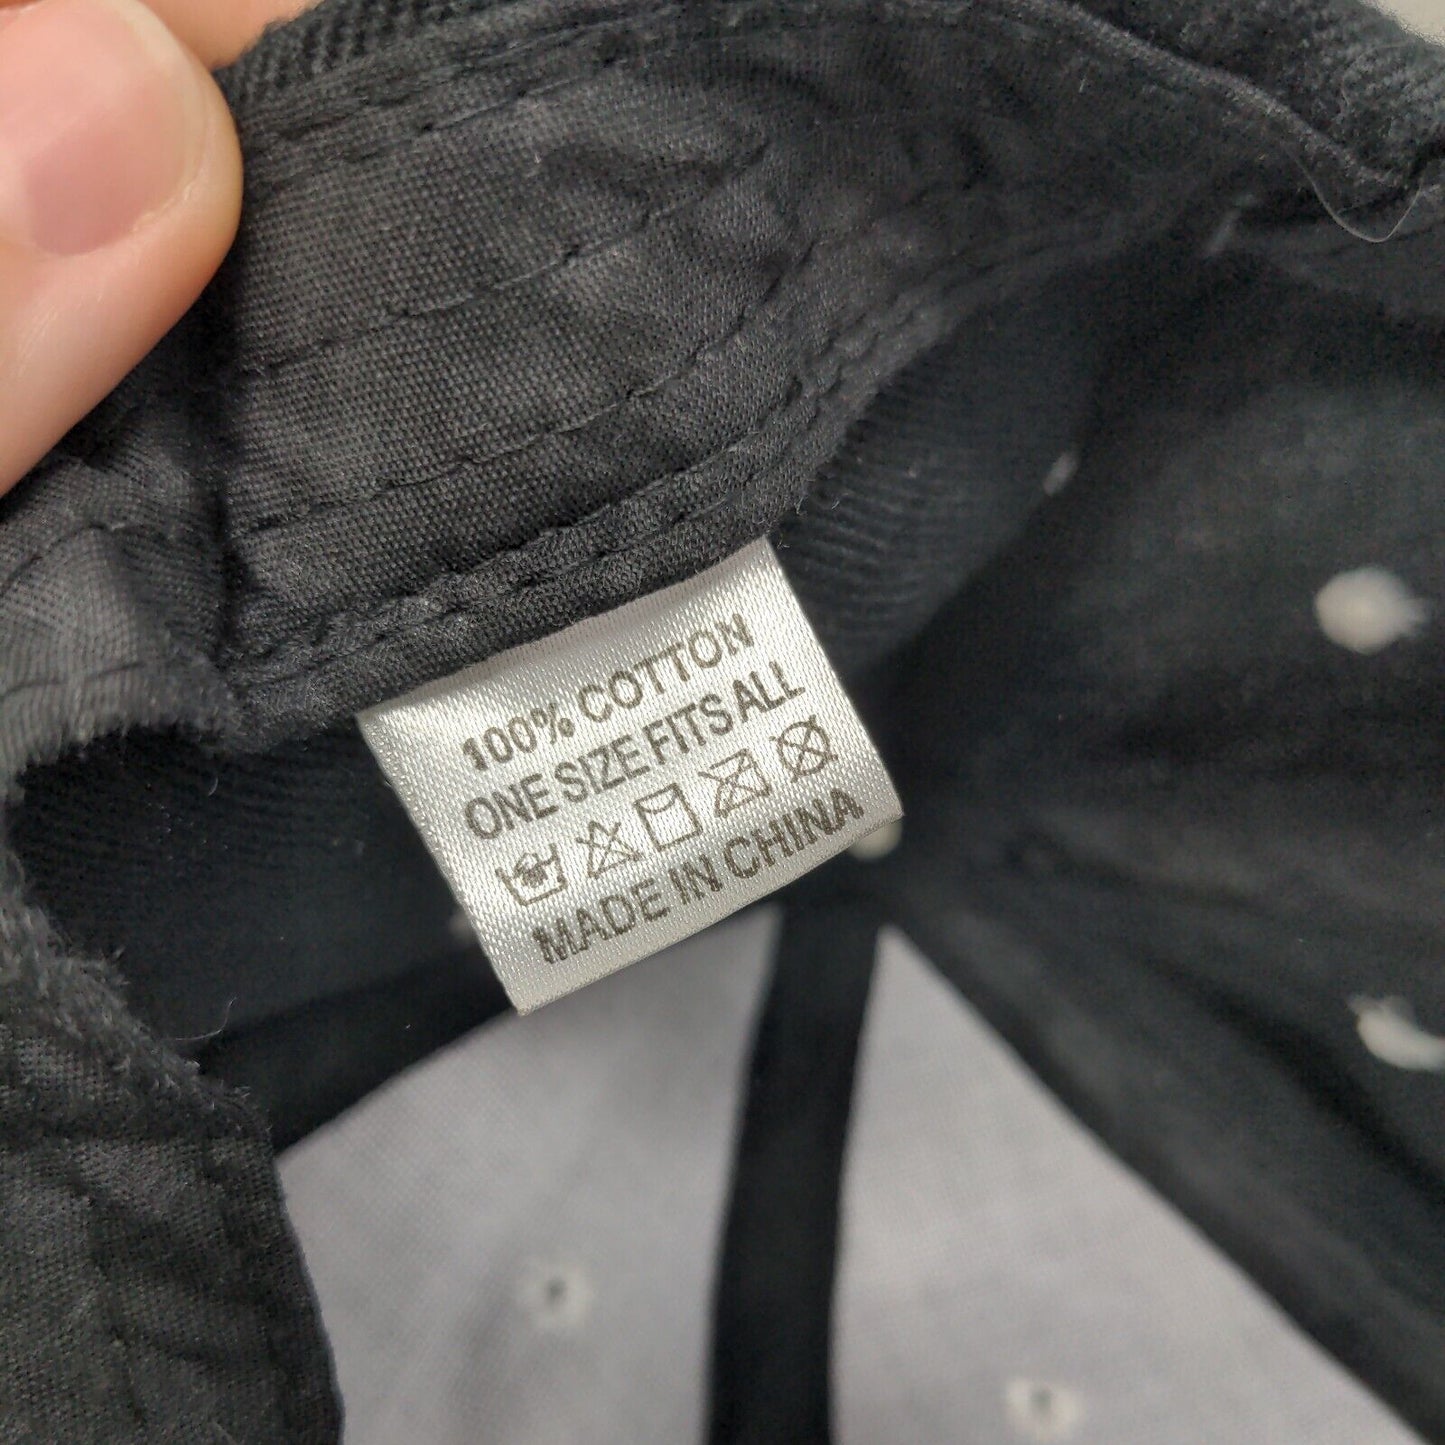 100% COTTON
ONE SIZE FITS ALL
MADE IN CHINA